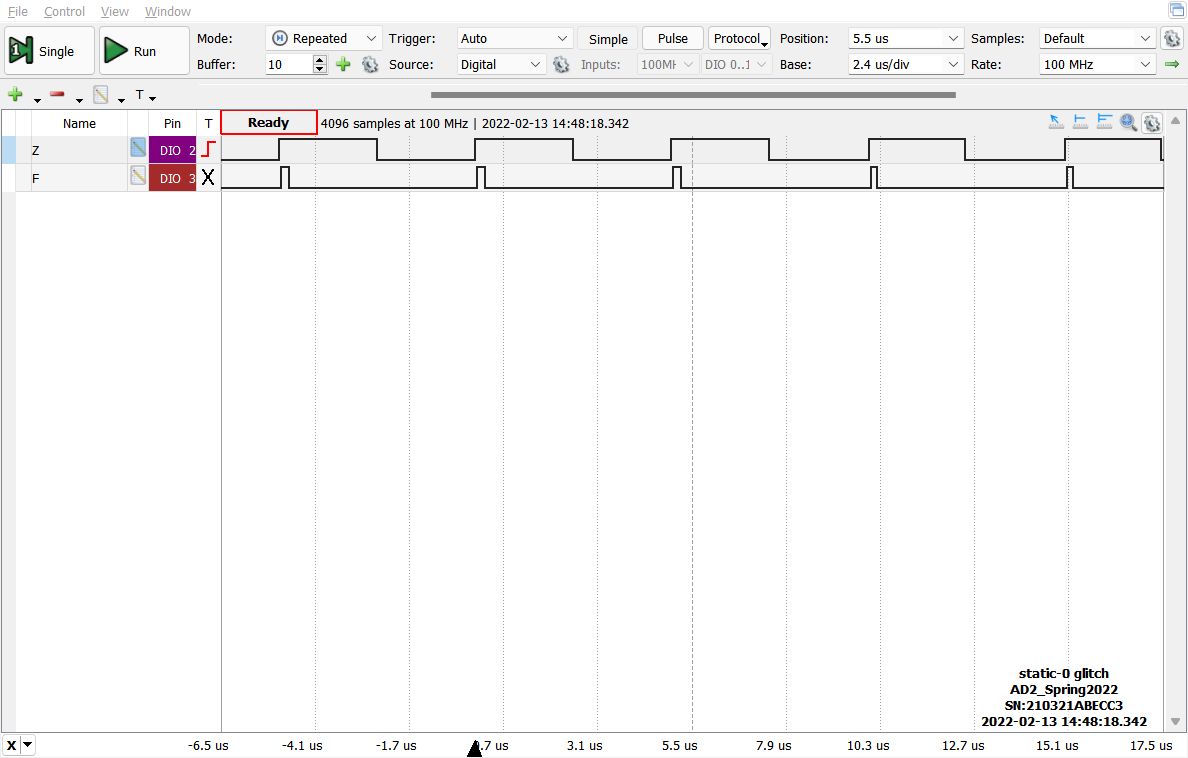 File Control View Window
Single Run Mode: Repeated Trigger: Auto Simple Pulse Protocol Position: 5.5 us Samples: Default
Buffer: 10 Source: Digital Inputs: DIO 0..1 Base: 2.4 us/div Rate: 100 MHz
T
Name Pin T Ready 4096 samples at 100 MHz | 2022-02-13 14:48:18.342
Z DIO 2
F DIO 3 X
static-0 glitch
AD2_Spring2022
SN:210321ABECC3
2022-02-13 14:48:18.342
X -6.5 us -4.1 us -1.7 us 3.1 us 5.5 us 7.9 us 10.3 us 12.7 us 15.1 us 17.5 us